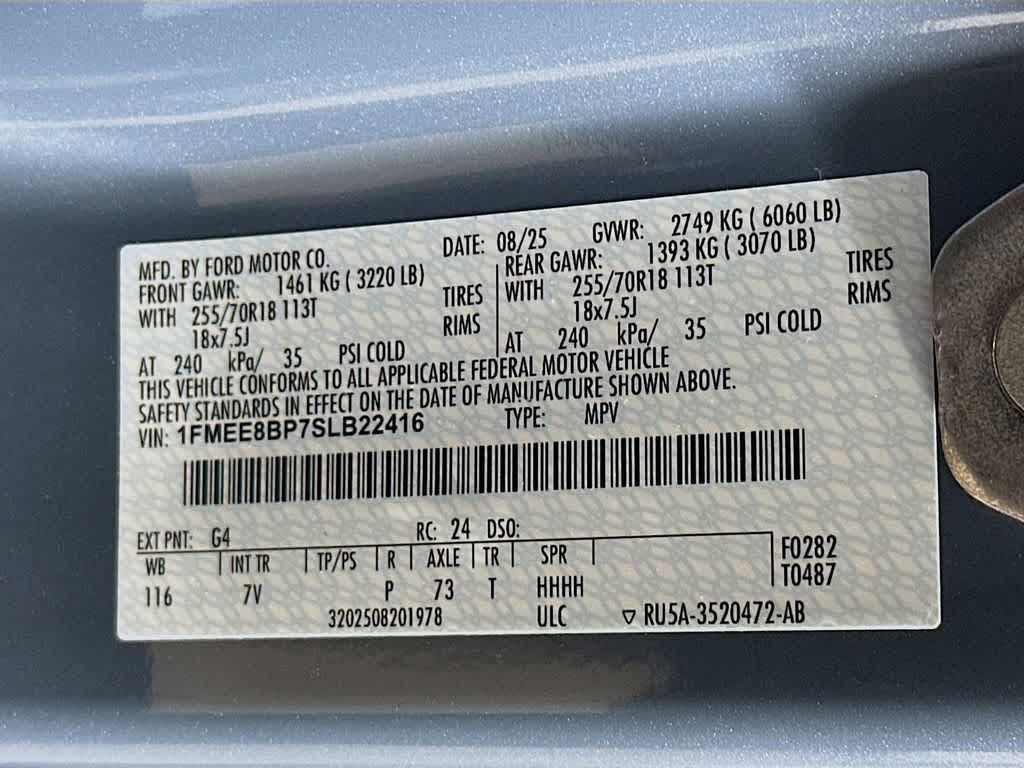 MFD. BY FORD MOTOR CO. DATE: 08/25 GVWR: 2749 KG ( 6060 LB)
FRONT GAWR: 1461 KG ( 3220 LB) REAR GAWR: 1393 KG ( 3070 LB)
WITH 255/70R18 113T TIRES WITH 255/70R18 113T TIRES
18x7.5J RIMS 18x7.5J RIMS
AT 240 kPa/ 35 PSI COLD AT 240 kPa/ 35 PSI COLD
THIS VEHICLE CONFORMS TO ALL APPLICABLE FEDERAL MOTOR VEHICLE
SAFETY STANDARDS IN EFFECT ON THE DATE OF MANUFACTURE SHOWN ABOVE.
VIN: 1FMEE8BP7SLB22416 TYPE: MPV
EXT PNT: G4 RC: 24 DSO:
WB INT TR TP/PS R AXLE TR SPR F0282
116 7V P 73 T HHHH T0487
3202508201978 ULC ▽ RU5A-3520472-AB